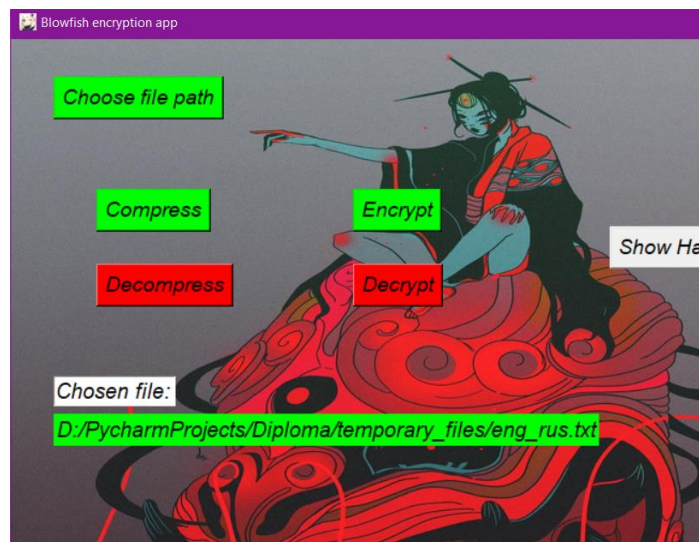 Blowfish encryption app
Choose file path
Compress
Encrypt
Show Ha
Decompress
Decrypt
Chosen file:
D:/PycharmProjects/Diploma/temporary_files/eng_rus.txt